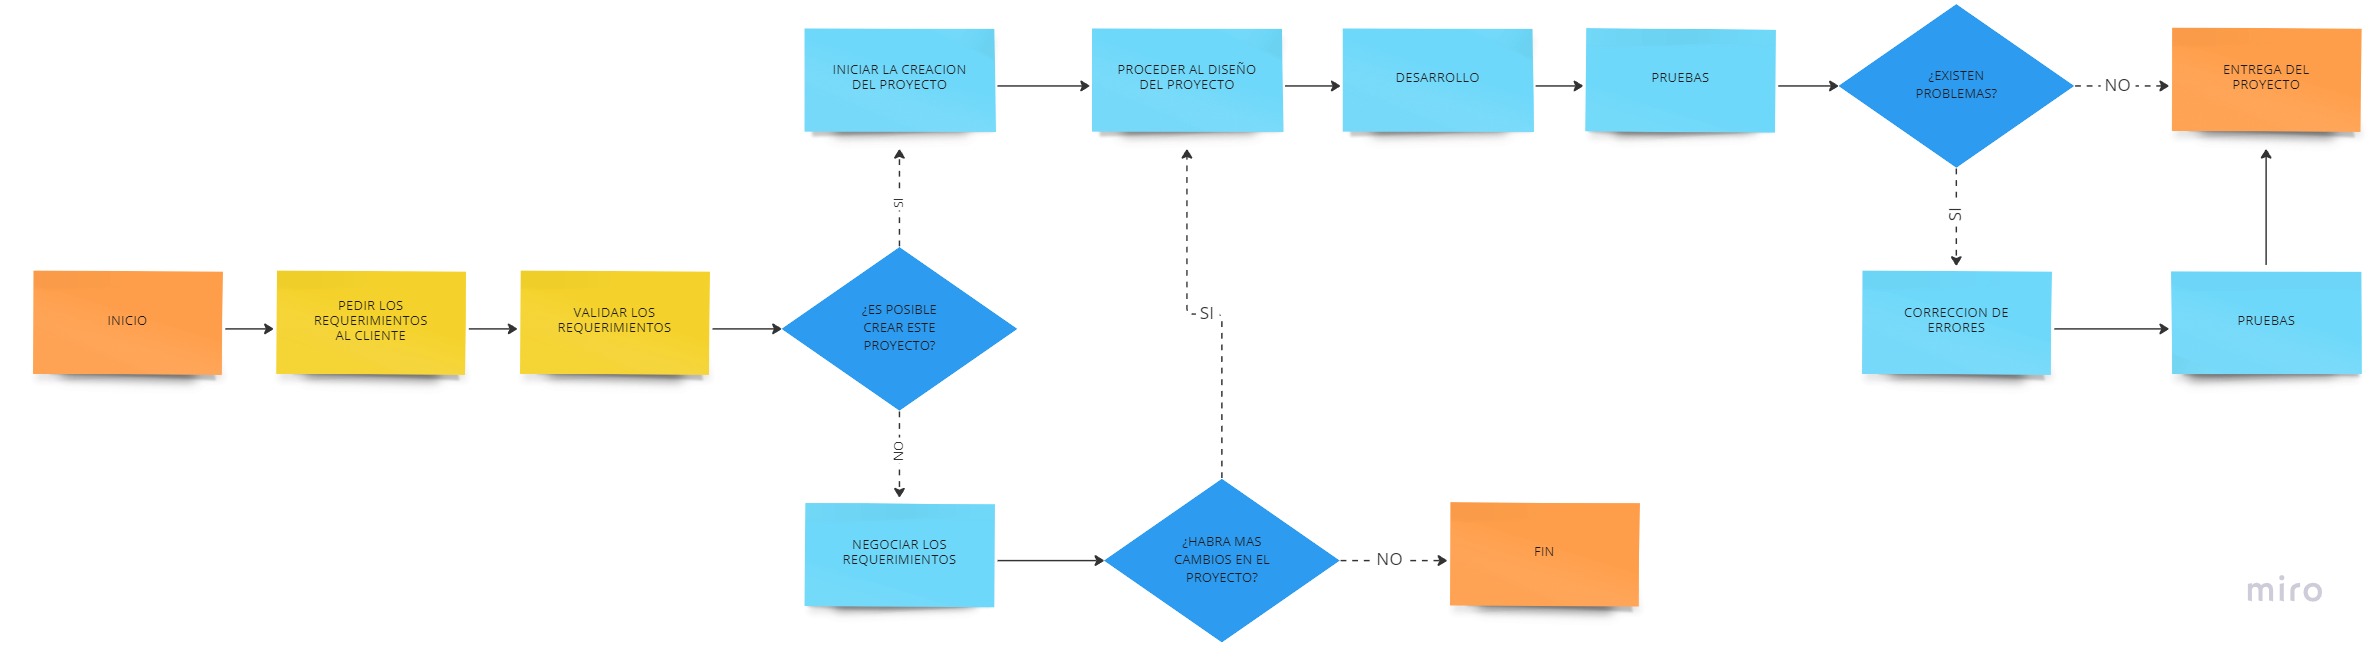 INICIAR LA CREACION
DEL PROYECTO
PROCEDER AL DISEÑO
DEL PROYECTO
DESARROLLO
PRUEBAS
¿EXISTEN
PROBLEMAS?
NO
ENTREGA DEL
PROYECTO
SI
SI
INICIO
PEDIR LOS
REQUERIMIENTOS
AL CLIENTE
VALIDAR LOS
REQUERIMIENTOS
¿ES POSIBLE
CREAR ESTE
PROYECTO?
SI
CORRECCION DE
ERRORES
PRUEBAS
NO
NEGOCIAR LOS
REQUERIMIENTOS
¿HABRA MAS
CAMBIOS EN EL
PROYECTO?
NO
FIN
miro